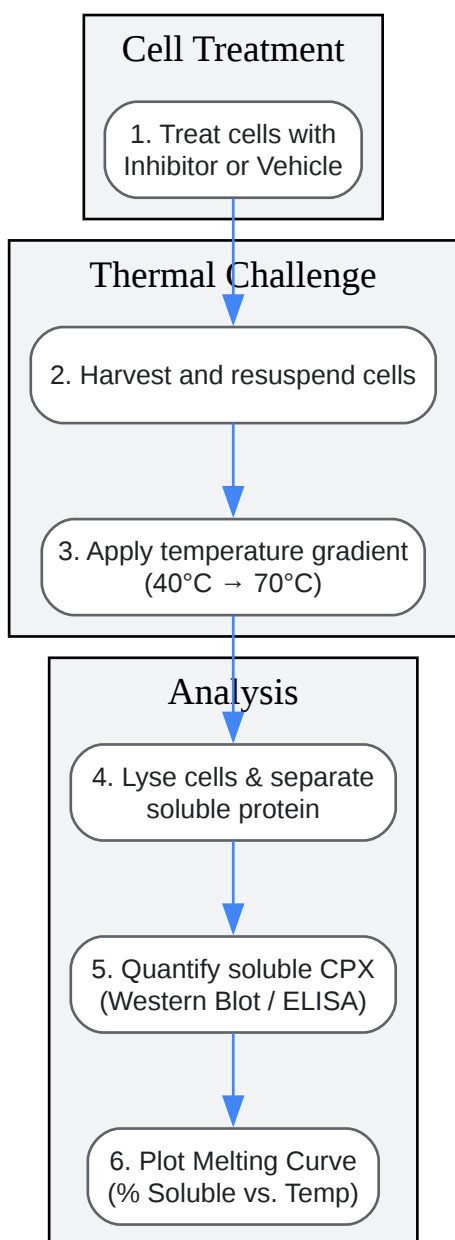 Cell Treatment
1. Treat cells with
Inhibitor or Vehicle
Thermal Challenge
2. Harvest and resuspend cells
3. Apply temperature gradient
(40°C → 70°C)
Analysis
4. Lyse cells & separate
soluble protein
5. Quantify soluble CPX
(Western Blot / ELISA)
6. Plot Melting Curve
(% Soluble vs. Temp)